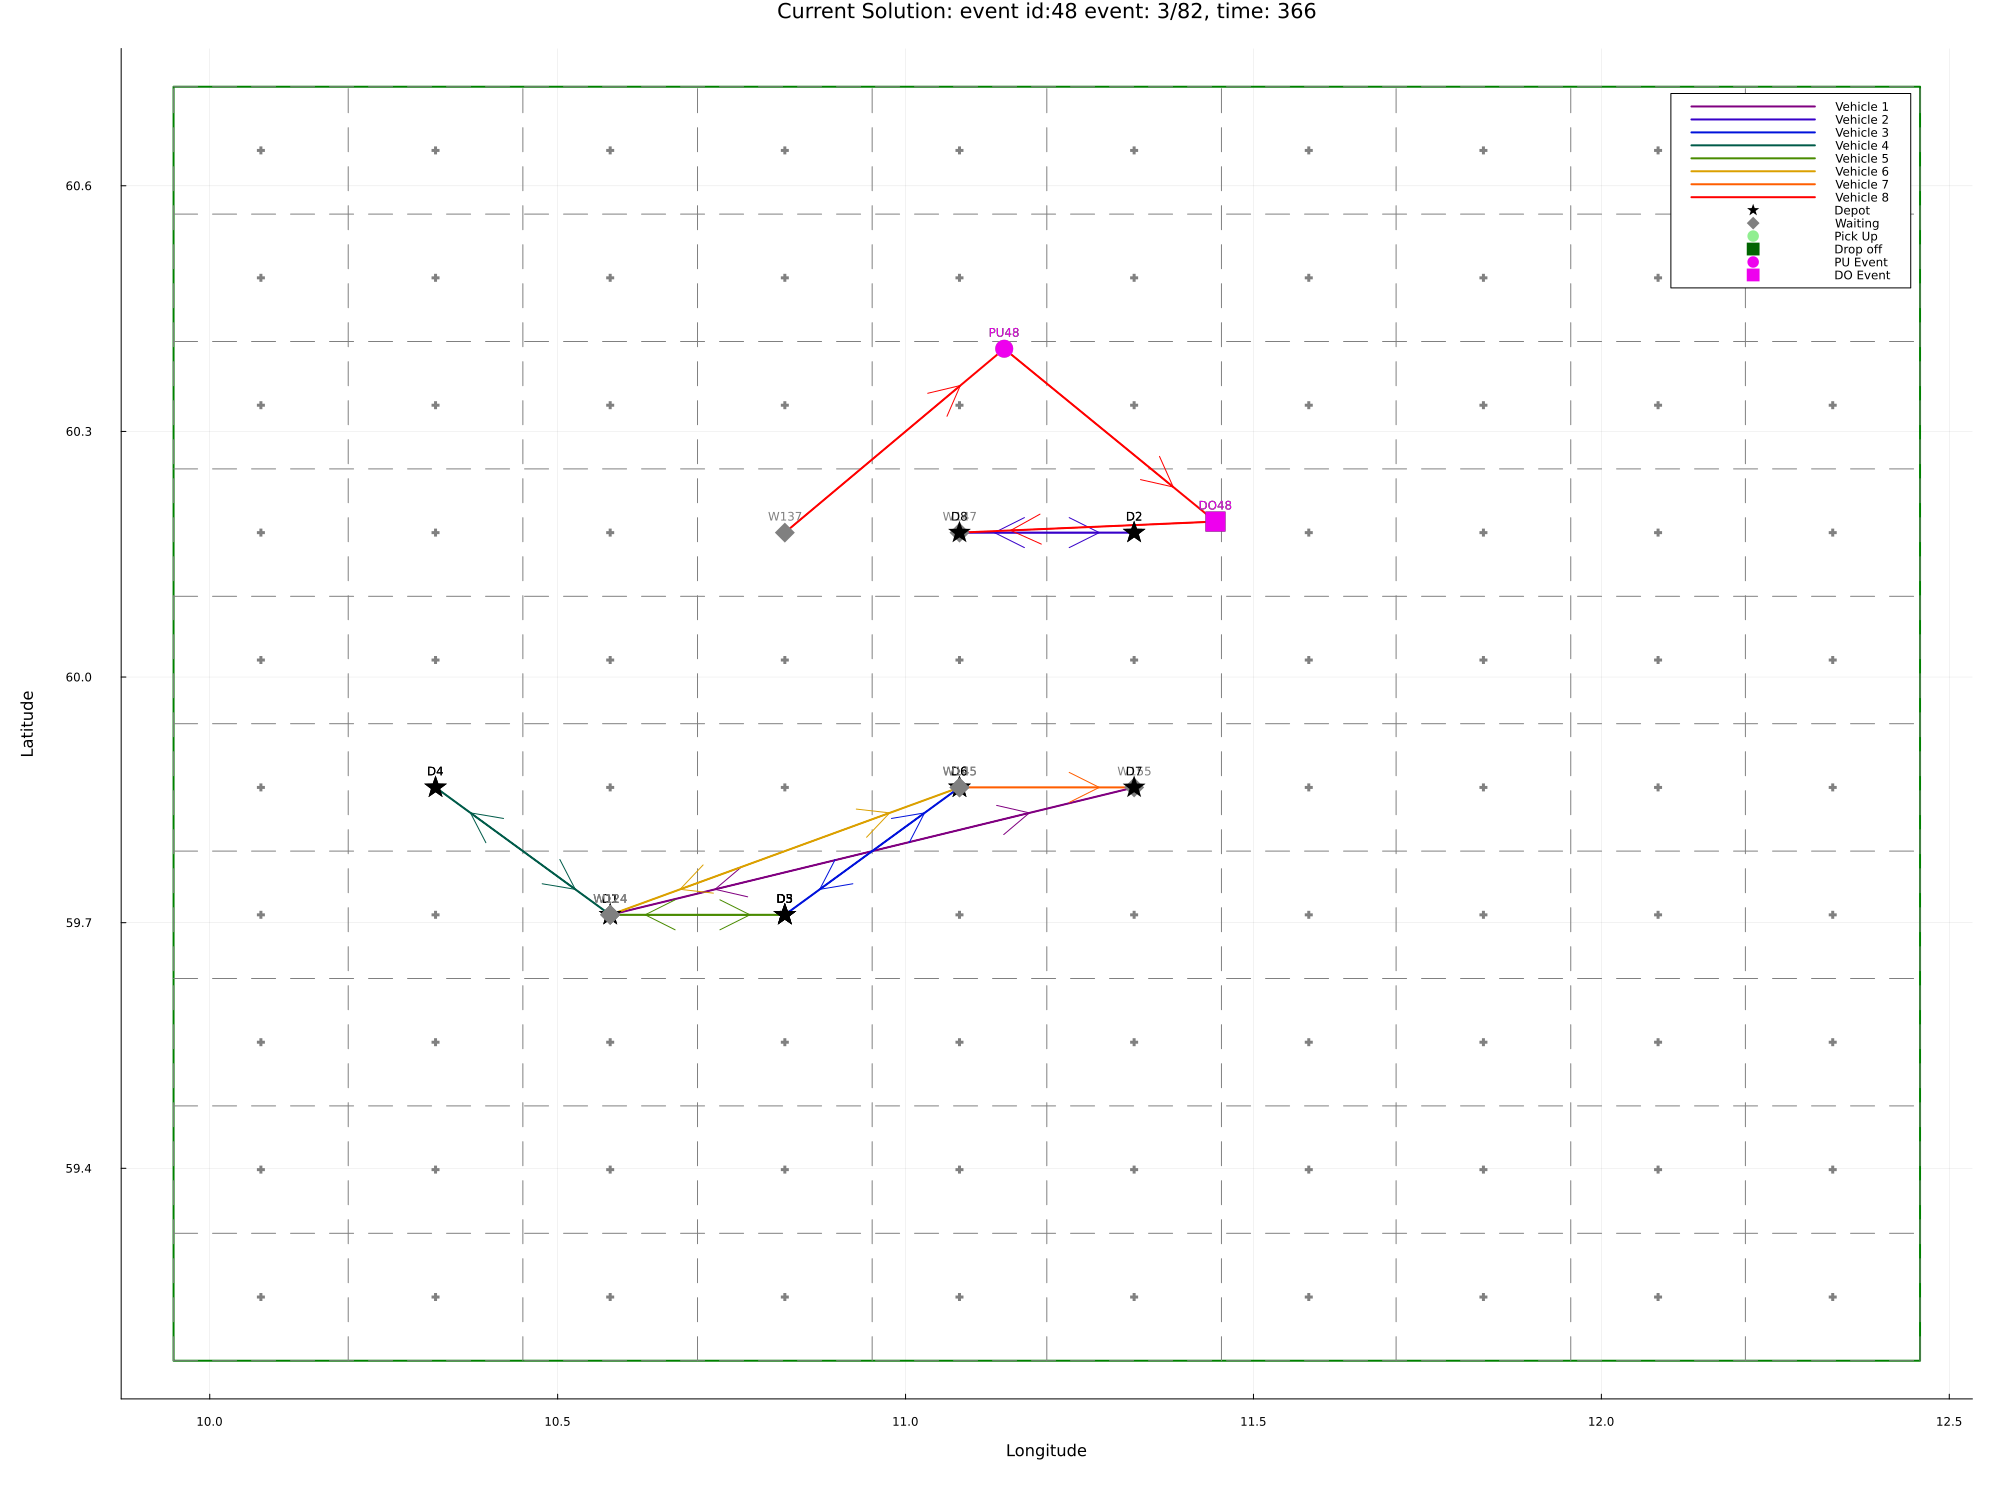 Current Solution: event id:48 event: 3/82, time: 366
Vehicle 1
Vehicle 2
Vehicle 3
Vehicle 4
Vehicle 5
Vehicle 6
Vehicle 7
Vehicle 8
Depot
Waiting
Pick Up
Drop off
PU Event
DO Event
60.6
60.3
60.0
59.7
59.4
Latitude
PU48
DO48
W137
D8
D2
D4
D6
D7
10.0
10.5
11.0
11.5
12.0
12.5
Longitude